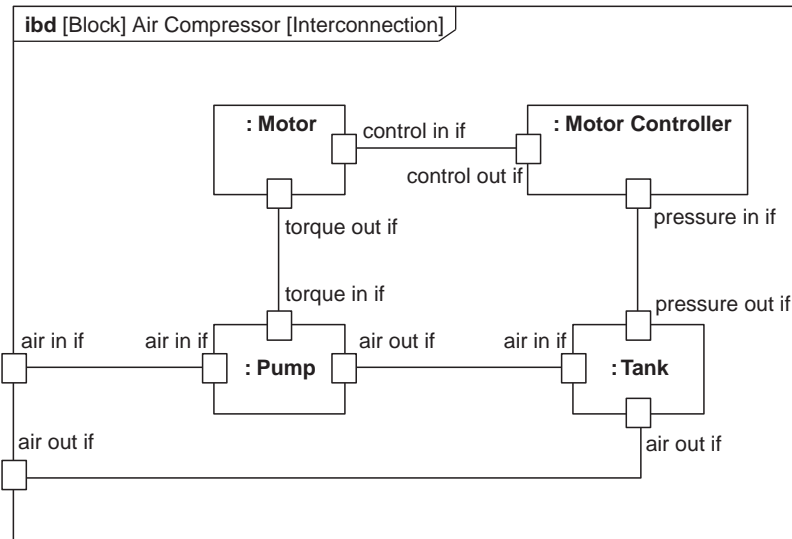 ibd [Block] Air Compressor [Interconnection]
: Motor
control in if
: Motor Controller
control out if
torque out if
pressure in if
torque in if
pressure out if
air in if
air in if
: Pump
air out if
air in if
: Tank
air out if
air out if